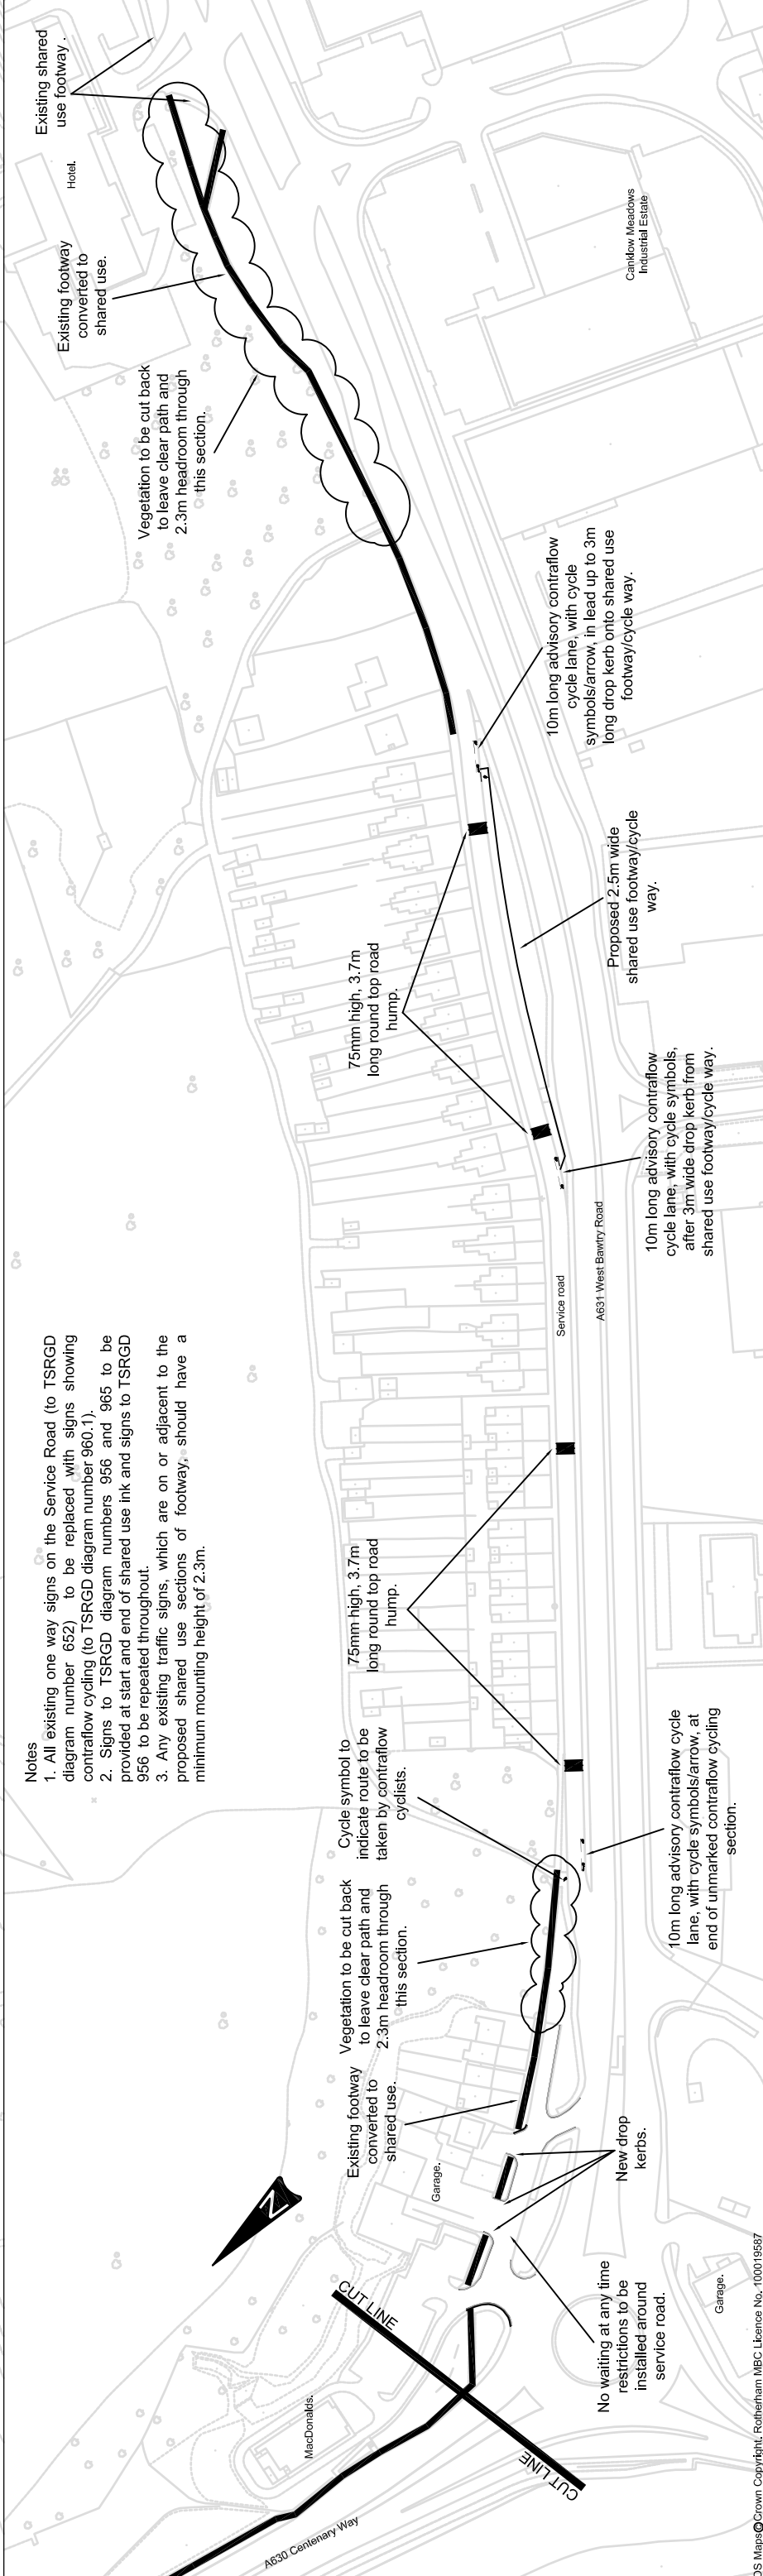 Existing shared
use footway .
Hotel.
Existing footway
converted to
shared use.
Canklow Meadows
Industrial Estate
Vegetation to be cut back
to leave clear path and
2.3m headroom through
this section.
10m long advisory contraflow
cycle lane, with cycle
symbols/arrow, in lead up to 3m
long drop kerb onto shared use
footway/cycle way.
Proposed 2.5m wide
shared use footway/cycle
way.
75mm high, 3.7m
long round top road
hump.
10m long advisory contraflow
cycle lane, with cycle symbols,
after 3m wide drop kerb from
shared use footway/cycle way.
Service road
A631 West Bawtry Road
Notes
1. All existing one way signs on the Service Road (to TSRGD
diagram number 652) to be replaced with signs showing
contraflow cycling (to TSRGD diagram number 960.1).
2. Signs to TSRGD diagram numbers 956 and 965 to be
provided at start and end of shared use ink and signs to TSRGD
956 to be repeated throughout.
3. Any existing traffic signs, which are on or adjacent to the
proposed shared use sections of footway, should have a
minimum mounting height of 2.3m.
75mm high, 3.7m
long round top road
hump.
Cycle symbol to
indicate route to be
taken by contraflow
cyclists.
10m long advisory contraflow cycle
lane, with cycle symbols/arrow, at
end of unmarked contraflow cycling
section.
Vegetation to be cut back
to leave clear path and
2.3m headroom through
this section.
Existing footway
converted to
shared use.
Garage.
New drop
kerbs.
N
No waiting at any time
restrictions to be
installed around
service road.
Garage.
CUT LINE
CUT LINE
MacDonalds.
A630 Centenary Way
OS Maps©Crown Copyright. Rotherham MBC Licence No. 100019587